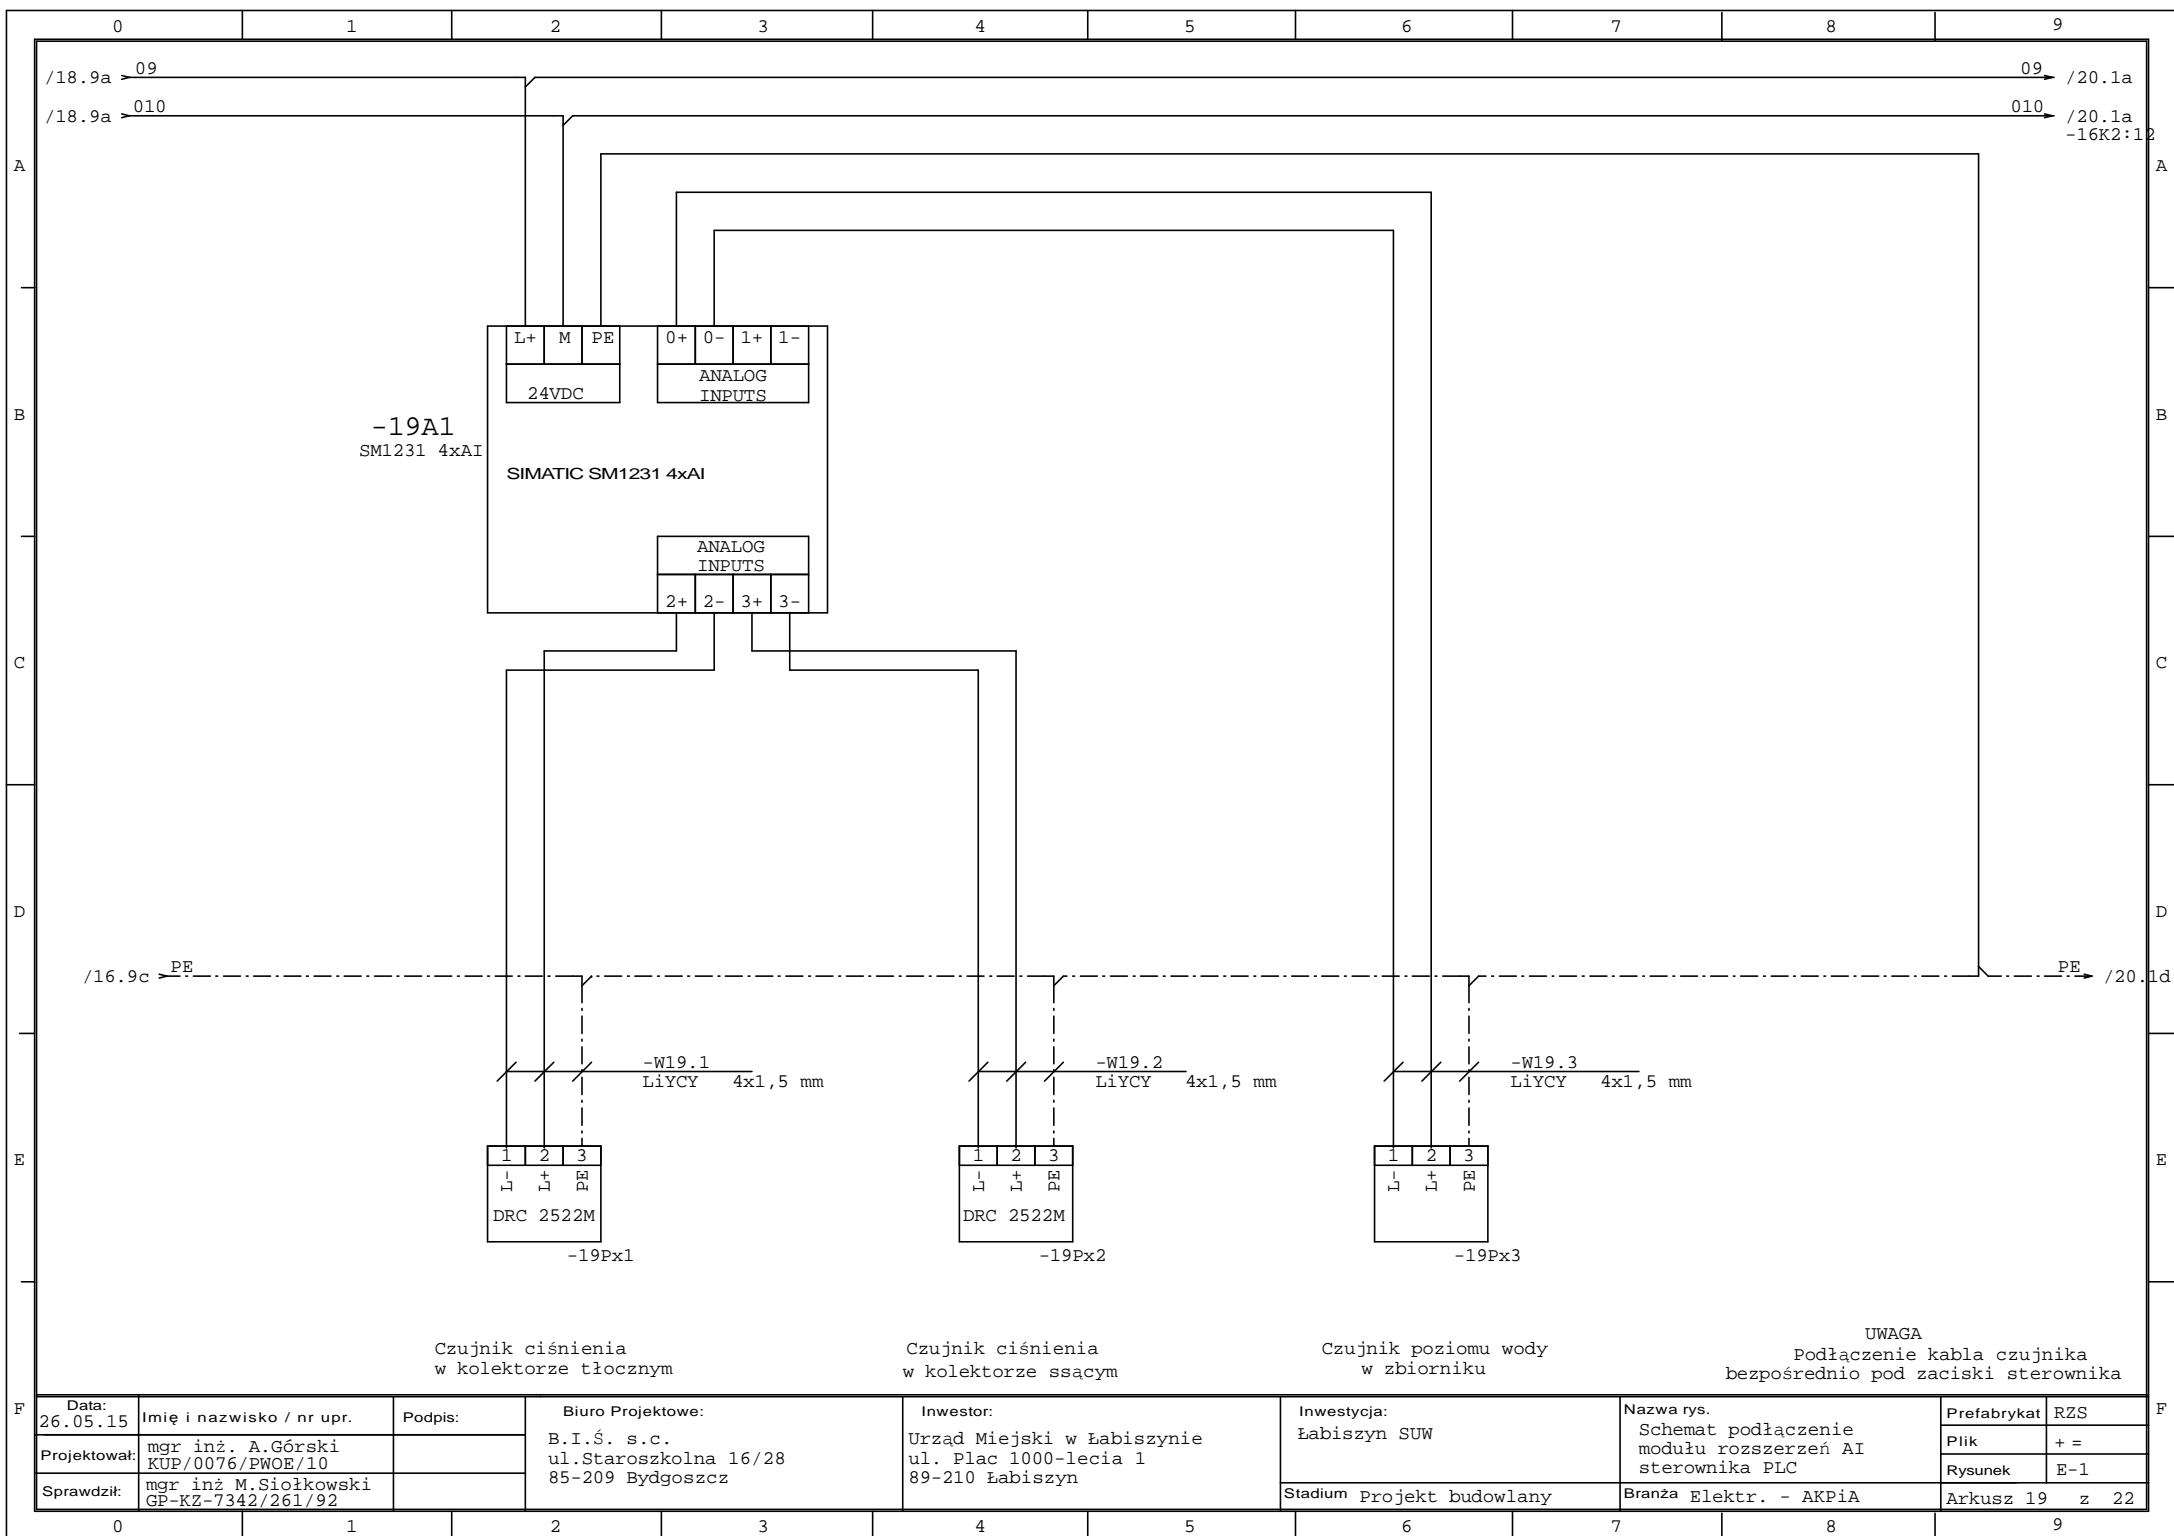 0 1 2 3 4 5 6 7 8 9
/18.9a 09 09 /20.1a
/18.9a 010 010 /20.1a
-16K2:12
A A
L+ M PE 0+ 0- 1+ 1-
24VDC
ANALOG
INPUTS
B B
-19A1
SM1231 4xAI
SIMATIC SM1231 4xAI
ANALOG
INPUTS
2+ 2- 3+ 3-
C C
D D
/16.9c PE PE /20.1d
-W19.1
LiYCY 4x1,5 mm
-W19.2
LiYCY 4x1,5 mm
-W19.3
LiYCY 4x1,5 mm
E E
1 2 3
L- L+ PE
DRC 2522M
-19Px1
1 2 3
L- L+ PE
DRC 2522M
-19Px2
1 2 3
L- L+ PE
-19Px3
Czujnik ciśnienia
w kolektorze tłocznym
Czujnik ciśnienia
w kolektorze ssącym
Czujnik poziomu wody
w zbiorniku
UWAGA
Podłączenie kabla czujnika
bezpośrednio pod zaciski sterownika
F F
Data:
26.05.15
Imię i nazwisko / nr upr.
Podpis:
Projektował:
mgr inż. A.Górski
KUP/0076/PWOE/10
Sprawdził:
mgr inż M.Siołkowski
GP-KZ-7342/261/92
Biuro Projektowe:
B.I.Ś. s.c.
ul.Staroszkolna 16/28
85-209 Bydgoszcz
Inwestor:
Urząd Miejski w Łabiszynie
ul. Plac 1000-lecia 1
89-210 Łabiszyn
Inwestycja:
Łabiszyn SUW
Stadium Projekt budowlany
Nazwa rys.
Schemat podłączenie
modułu rozszerzeń AI
sterownika PLC
Branża Elektr. - AKPiA
Prefabrykat RZS
Plik + =
Rysunek E-1
Arkusz 19 z 22
0 1 2 3 4 5 6 7 8 9